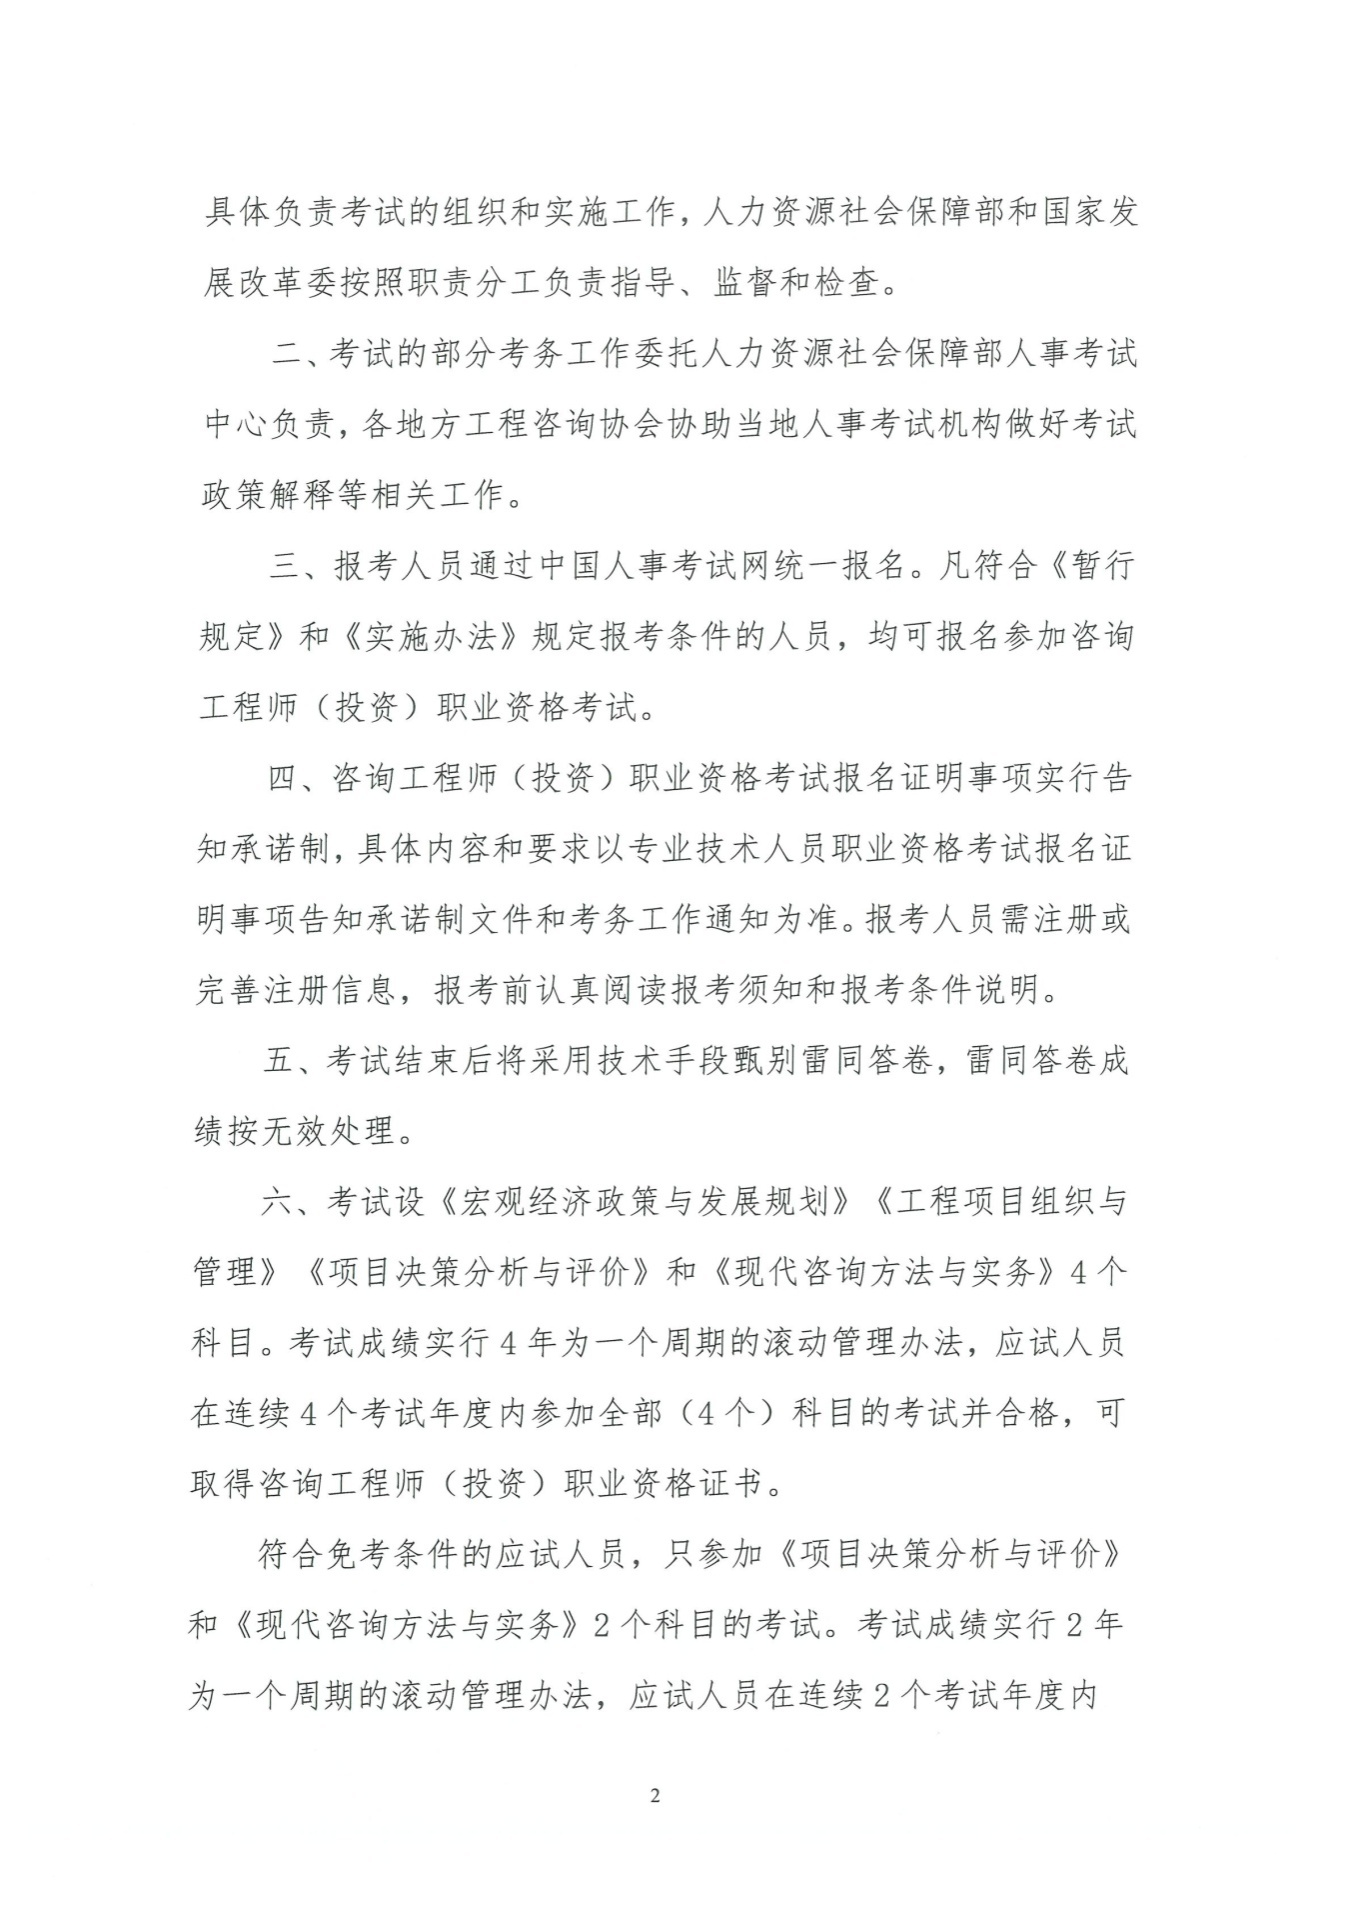 具体负责考试的组织和实施工作，人力资源社会保障部和国家发
展改革委按照职责分工负责指导、监督和检查。
二、考试的部分考务工作委托人力资源社会保障部人事考试
中心负责，各地方工程咨询协会协助当地人事考试机构做好考试
政策解释等相关工作。
三、报考人员通过中国人事考试网统一报名。凡符合《暂行
规定》和《实施办法》规定报考条件的人员，均可报名参加咨询
工程师（投资）职业资格考试。
四、咨询工程师（投资）职业资格考试报名证明事项实行告
知承诺制，具体内容和要求以专业技术人员职业资格考试报名证
明事项告知承诺制文件和考务工作通知为准。报考人员需注册或
完善注册信息，报考前认真阅读报考须知和报考条件说明。
五、考试结束后将采用技术手段甄别雷同答卷，雷同答卷成
绩按无效处理。
六、考试设《宏观经济政策与发展规划》《工程项目组织与
管理》《项目决策分析与评价》和《现代咨询方法与实务》4个
科目。考试成绩实行4年为一个周期的滚动管理办法，应试人员
在连续4个考试年度内参加全部（4个）科目的考试并合格，可
取得咨询工程师（投资）职业资格证书。
符合免考条件的应试人员，只参加《项目决策分析与评价》
和《现代咨询方法与实务》2个科目的考试。考试成绩实行2年
为一个周期的滚动管理办法，应试人员在连续2个考试年度内
2